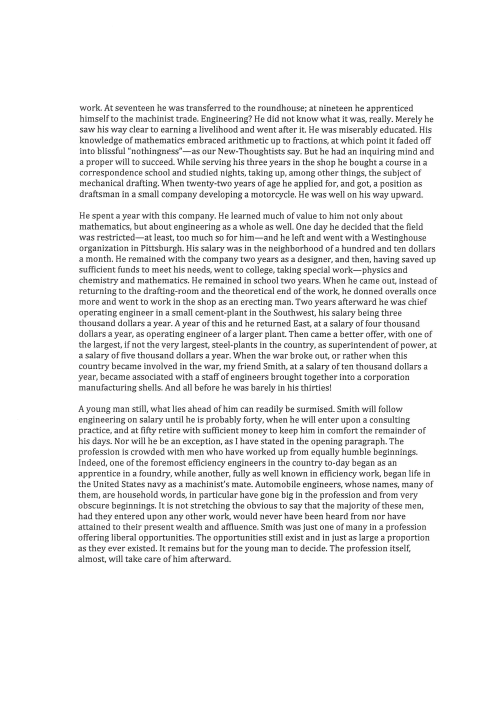 work. At seventeen he was transferred to the roundhouse; at nineteen he apprenticed
himself to the machinist trade. Engineering? He did not know what it was, really. Merely he
saw his way clear to earning a livelihood and went after it. He was miserably educated. His
knowledge of mathematics embraced arithmetic up to fractions, at which point it faded off
into blissful "nothingness"—as our New-Thoughtists say. But he had an inquiring mind and
a proper will to succeed. While serving his three years in the shop he bought a course in a
correspondence school and studied nights, taking up, among other things, the subject of
mechanical drafting. When twenty-two years of age he applied for, and got, a position as
draftsman in a small company developing a motorcycle. He was well on his way upward.

He spent a year with this company. He learned much of value to him not only about
mathematics, but about engineering as a whole as well. One day he decided that the field
was restricted—at least, too much so for him—and he left and went with a Westinghouse
organization in Pittsburgh. His salary was in the neighborhood of a hundred and ten dollars
a month. He remained with the company two years as a designer, and then, having saved up
sufficient funds to meet his needs, went to college, taking special work—physics and
chemistry and mathematics. He remained in school two years. When he came out, instead of
returning to the drafting-room and the theoretical end of the work, he donned overalls once
more and went to work in the shop as an erecting man. Two years afterward he was chief
operating engineer in a small cement-plant in the Southwest, his salary being three
thousand dollars a year. A year of this and he returned East, at a salary of four thousand
dollars a year, as operating engineer of a larger plant. Then came a better offer, with one of
the largest, if not the very largest, steel-plants in the country, as superintendent of power, at
a salary of five thousand dollars a year. When the war broke out, or rather when this
country became involved in the war, my friend Smith, at a salary of ten thousand dollars a
year, became associated with a staff of engineers brought together into a corporation
manufacturing shells. And all before he was barely in his thirties!

A young man still, what lies ahead of him can readily be surmised. Smith will follow
engineering on salary until he is probably forty, when he will enter upon a consulting
practice, and at fifty retire with sufficient money to keep him in comfort the remainder of
his days. Nor will he be an exception, as I have stated in the opening paragraph. The
profession is crowded with men who have worked up from equally humble beginnings.
Indeed, one of the foremost efficiency engineers in the country to-day began as an
apprentice in a foundry, while another, fully as well known in efficiency work, began life in
the United States navy as a machinist's mate. Automobile engineers, whose names, many of
them, are household words, in particular have gone big in the profession and from very
obscure beginnings. It is not stretching the obvious to say that the majority of these men,
had they entered upon any other work, would never have been heard from nor have
attained to their present wealth and affluence. Smith was just one of many in a profession
offering liberal opportunities. The opportunities still exist and in just as large a proportion
as they ever existed. It remains but for the young man to decide. The profession itself,
almost, will take care of him afterward.